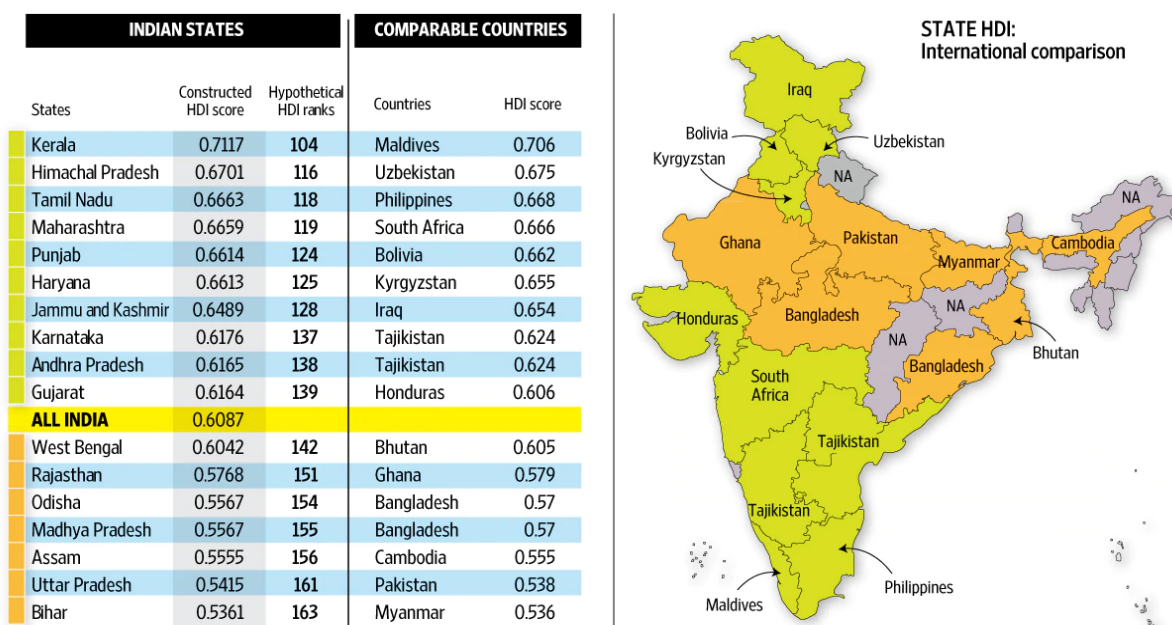 INDIAN STATES COMPARABLE COUNTRIES
States Constructed HDI score Hypothetical HDI ranks Countries HDI score
Kerala 0.7117 104 Maldives 0.706
Himachal Pradesh 0.6701 116 Uzbekistan 0.675
Tamil Nadu 0.6663 118 Philippines 0.668
Maharashtra 0.6659 119 South Africa 0.666
Punjab 0.6614 124 Bolivia 0.662
Haryana 0.6613 125 Kyrgyzstan 0.655
Jammu and Kashmir 0.6489 128 Iraq 0.654
Karnataka 0.6176 137 Tajikistan 0.624
Andhra Pradesh 0.6165 138 Tajikistan 0.624
Gujarat 0.6164 139 Honduras 0.606
ALL INDIA 0.6087
West Bengal 0.6042 142 Bhutan 0.605
Rajasthan 0.5768 151 Ghana 0.579
Odisha 0.5567 154 Bangladesh 0.57
Madhya Pradesh 0.5567 155 Bangladesh 0.57
Assam 0.5555 156 Cambodia 0.555
Uttar Pradesh 0.5415 161 Pakistan 0.538
Bihar 0.5361 163 Myanmar 0.536
STATE HDI:
International comparison
Iraq
Bolivia
Uzbekistan
Kyrgyzstan
NA
NA
Ghana
Pakistan
Cambodia
Myanmar
Honduras
Bangladesh
NA
NA
Bhutan
Bangladesh
South
Africa
Tajikistan
Tajikistan
Philippines
Maldives